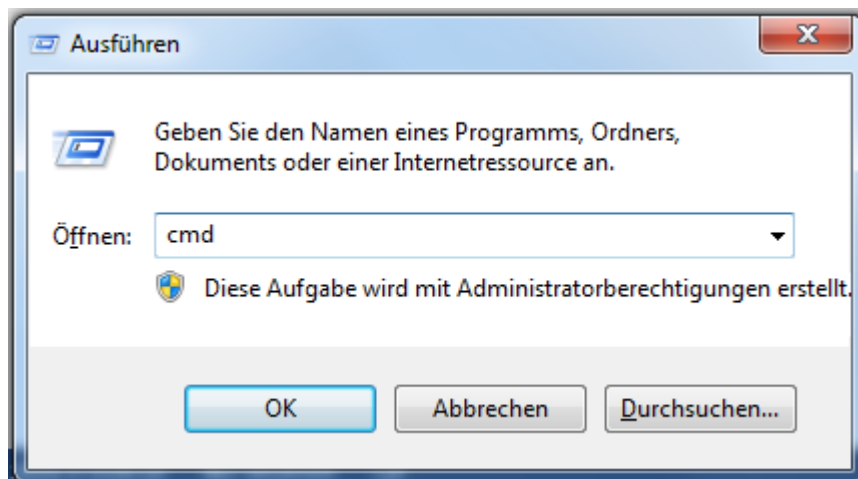 Ausführen
Geben Sie den Namen eines Programms, Ordners,
Dokuments oder einer Internetressource an.
Öffnen: cmd
Diese Aufgabe wird mit Administratorberechtigungen erstellt.
OK Abbrechen Durchsuchen...